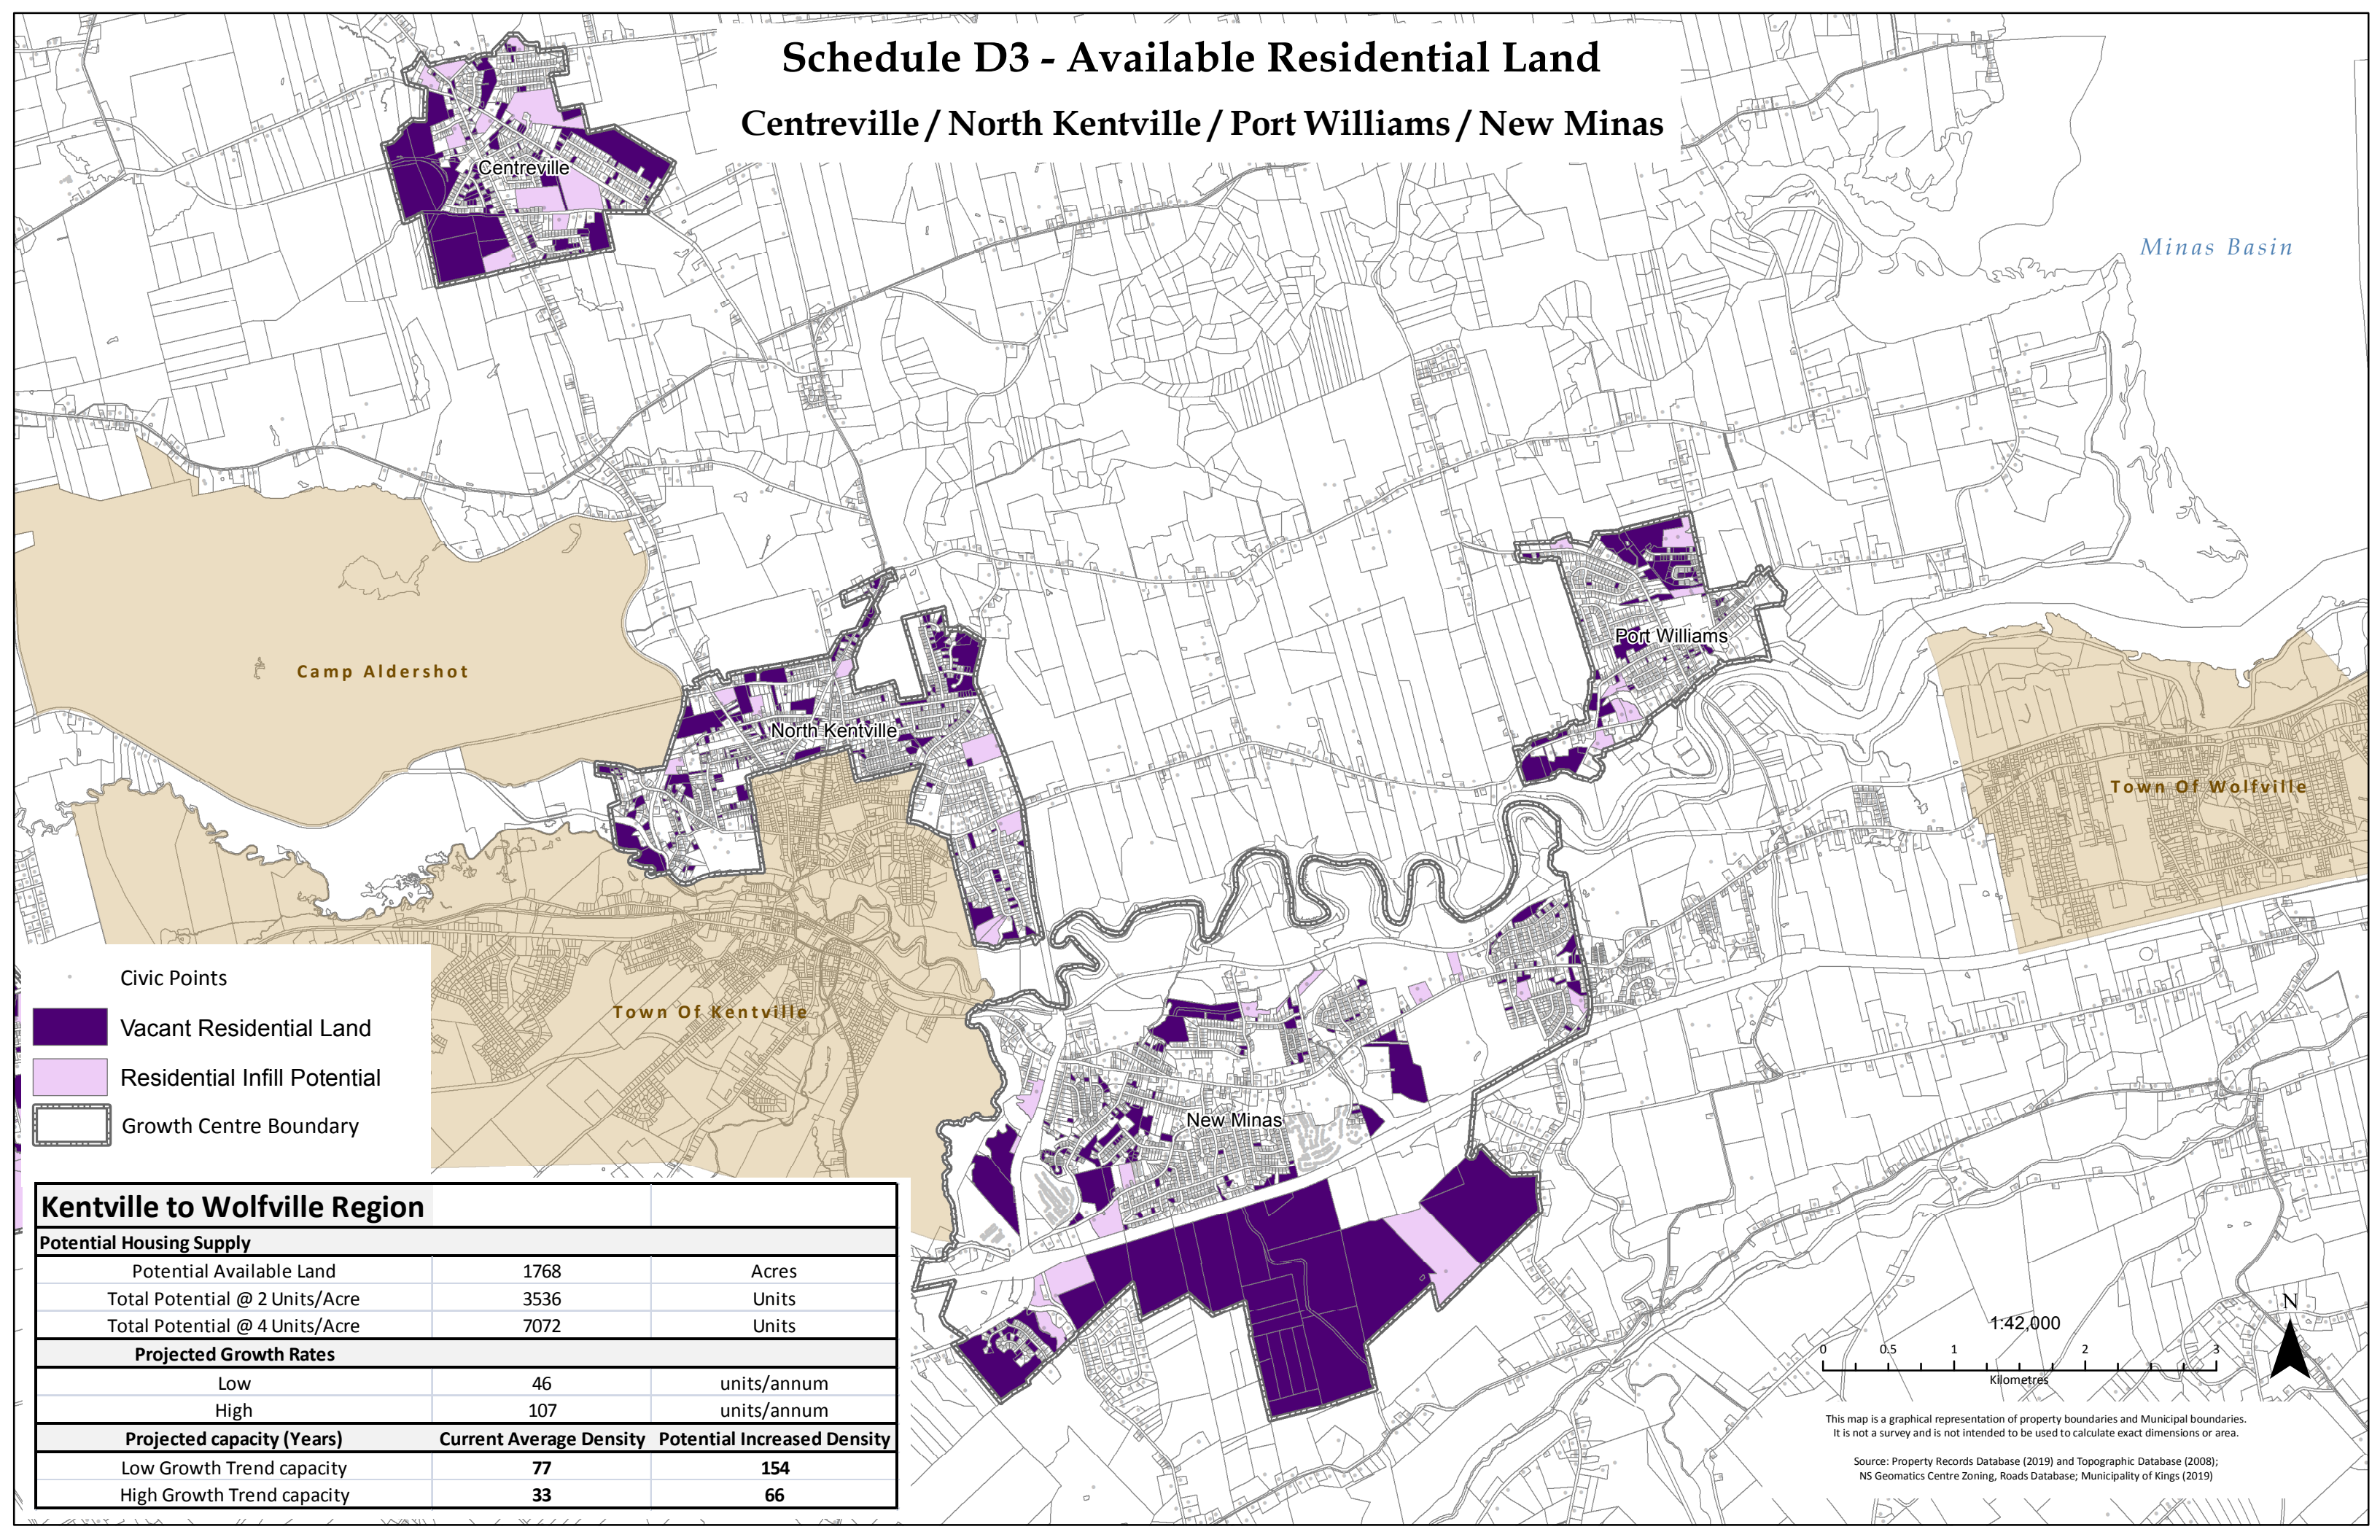 Schedule D3 - Available Residential Land
Centreville / North Kentville / Port Williams / New Minas
Centreville
Minas Basin
Camp Aldershot
Port Williams
North Kentville
Town Of Wolfville
Town Of Kentville
New Minas
Civic Points
Vacant Residential Land
Residential Infill Potential
Growth Centre Boundary
Kentville to Wolfville Region
Potential Housing Supply
Potential Available Land 1768 Acres
Total Potential @ 2 Units/Acre 3536 Units
Total Potential @ 4 Units/Acre 7072 Units
Projected Growth Rates
Low 46 units/annum
High 107 units/annum
Projected capacity (Years) Current Average Density Potential Increased Density
Low Growth Trend capacity 77 154
High Growth Trend capacity 33 66
N
1:42,000
0 0.5 1 2 3
Kilometres
This map is a graphical representation of property boundaries and Municipal boundaries.
It is not a survey and is not intended to be used to calculate exact dimensions or area.
Source: Property Records Database (2019) and Topographic Database (2008);
NS Geomatics Centre Zoning, Roads Database; Municipality of Kings (2019)